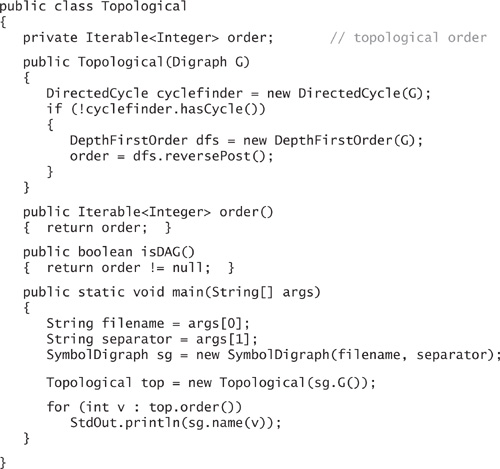 public class Topological
{
private Iterable<Integer> order; // topological order
public Topological(Digraph G)
{
DirectedCycle cyclefinder = new DirectedCycle(G);
if (!cyclefinder.hasCycle())
{
DepthFirstOrder dfs = new DepthFirstOrder(G);
order = dfs.reversePost();
}
}
public Iterable<Integer> order()
{ return order; }
public boolean isDAG()
{ return order != null; }
public static void main(String[] args)
{
String filename = args[0];
String separator = args[1];
SymbolDigraph sg = new SymbolDigraph(filename, separator);
Topological top = new Topological(sg.G());
for (int v : top.order())
StdOut.println(sg.name(v));
}
}